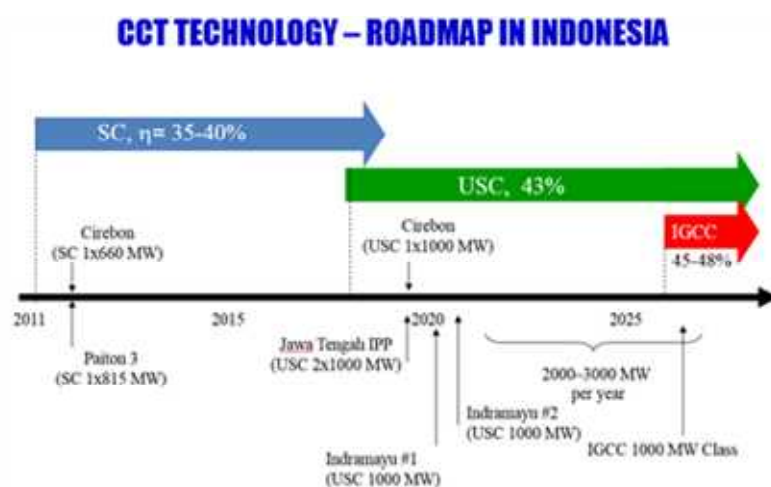 CCT TECHNOLOGY – ROADMAP IN INDONESIA
SC, η= 35-40%
USC, 43%
IGCC
45-48%
Cirebon
(SC 1x660 MW)
Cirebon
(USC 1x1000 MW)
2011
2015
2020
2025
Paiton 3
(SC 1x815 MW)
Jawa Tengah IPP
(USC 2x1000 MW)
2000–3000 MW
per year
Indramayu #2
(USC 1000 MW)
IGCC 1000 MW Class
Indramayu #1
(USC 1000 MW)